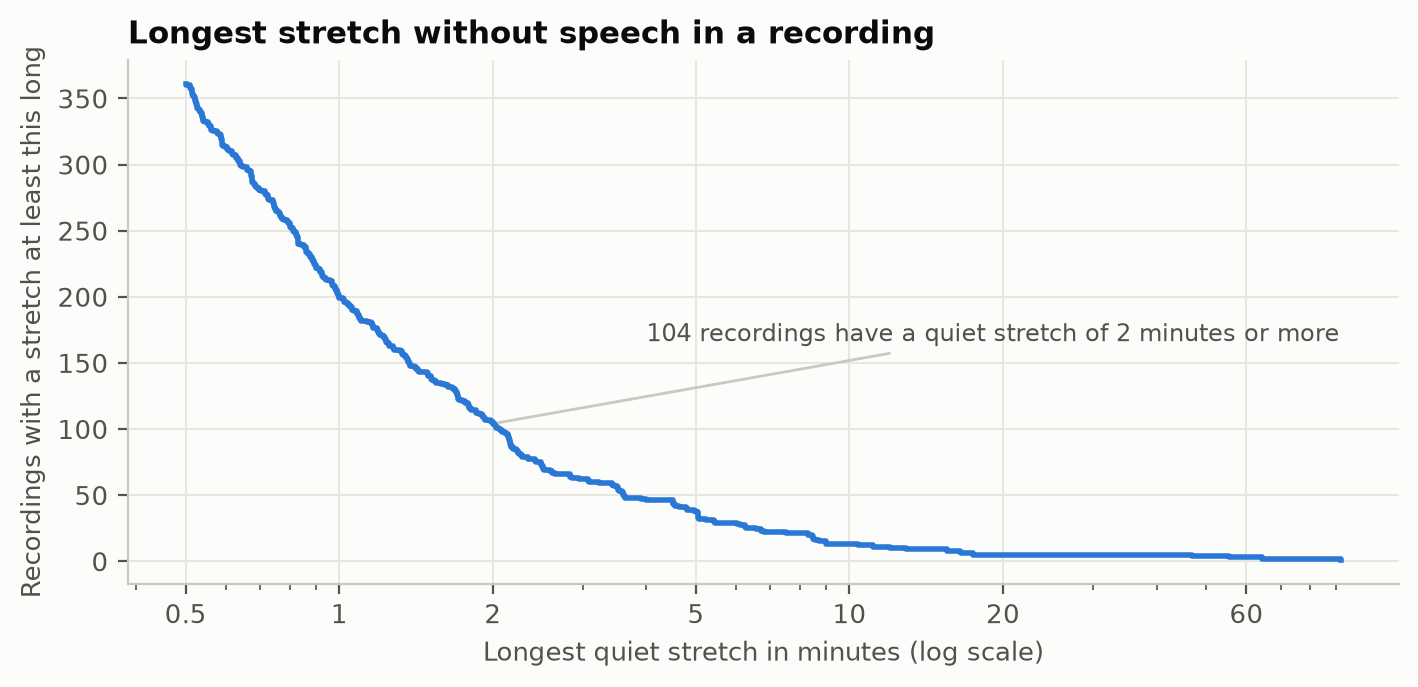 Longest stretch without speech in a recording
Recordings with a stretch at least this long
350
300
250
200
150
100
50
0
104 recordings have a quiet stretch of 2 minutes or more
0.5 1 2 5 10 20 60
Longest quiet stretch in minutes (log scale)